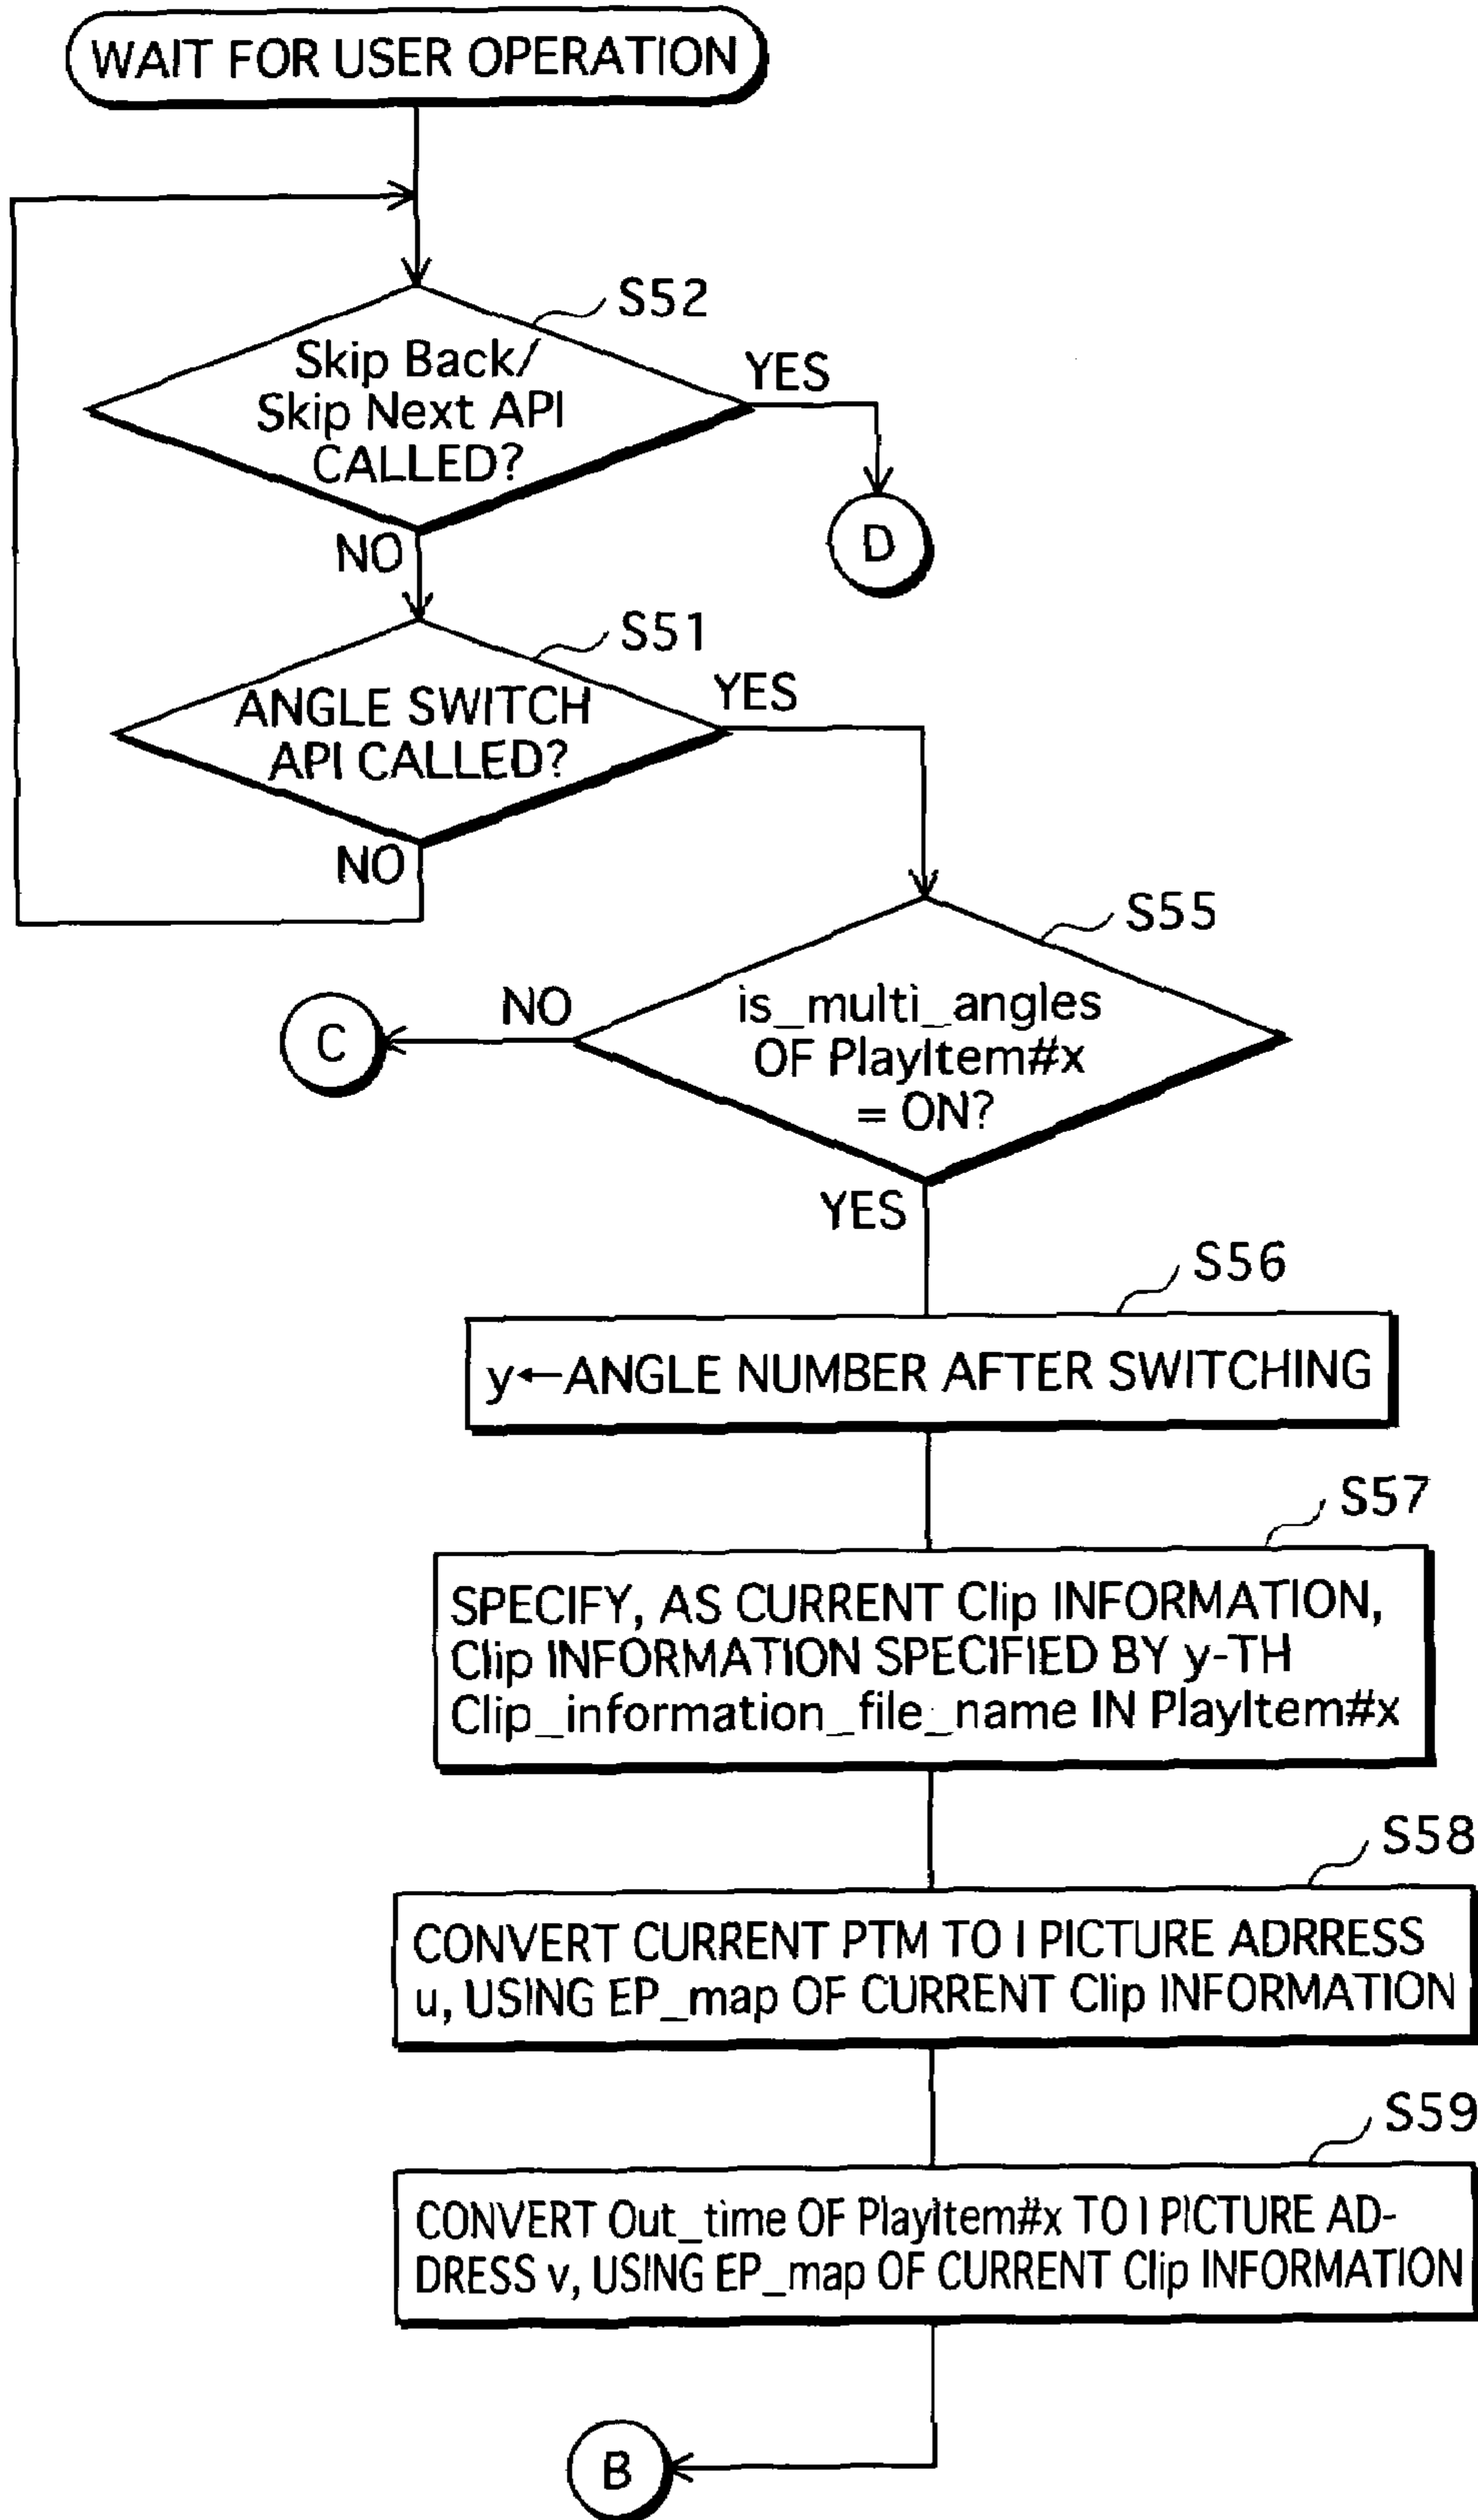 WAIT FOR USER OPERATION
S52
Skip Back/
Skip Next API
CALLED?
YES
D
NO
S51
ANGLE SWITCH
API CALLED?
YES
NO
S55
is_multi_angles
OF PlayItem#x
= ON?
NO
C
YES
S56
y←ANGLE NUMBER AFTER SWITCHING
S57
SPECIFY, AS CURRENT Clip INFORMATION,
Clip INFORMATION SPECIFIED BY y-TH
Clip_information_file_name IN PlayItem#x
S58
CONVERT CURRENT PTM TO I PICTURE ADRRESS
u, USING EP_map OF CURRENT Clip INFORMATION
S59
CONVERT Out_time OF PlayItem#x TO I PICTURE AD-
DRESS v, USING EP_map OF CURRENT Clip INFORMATION
B